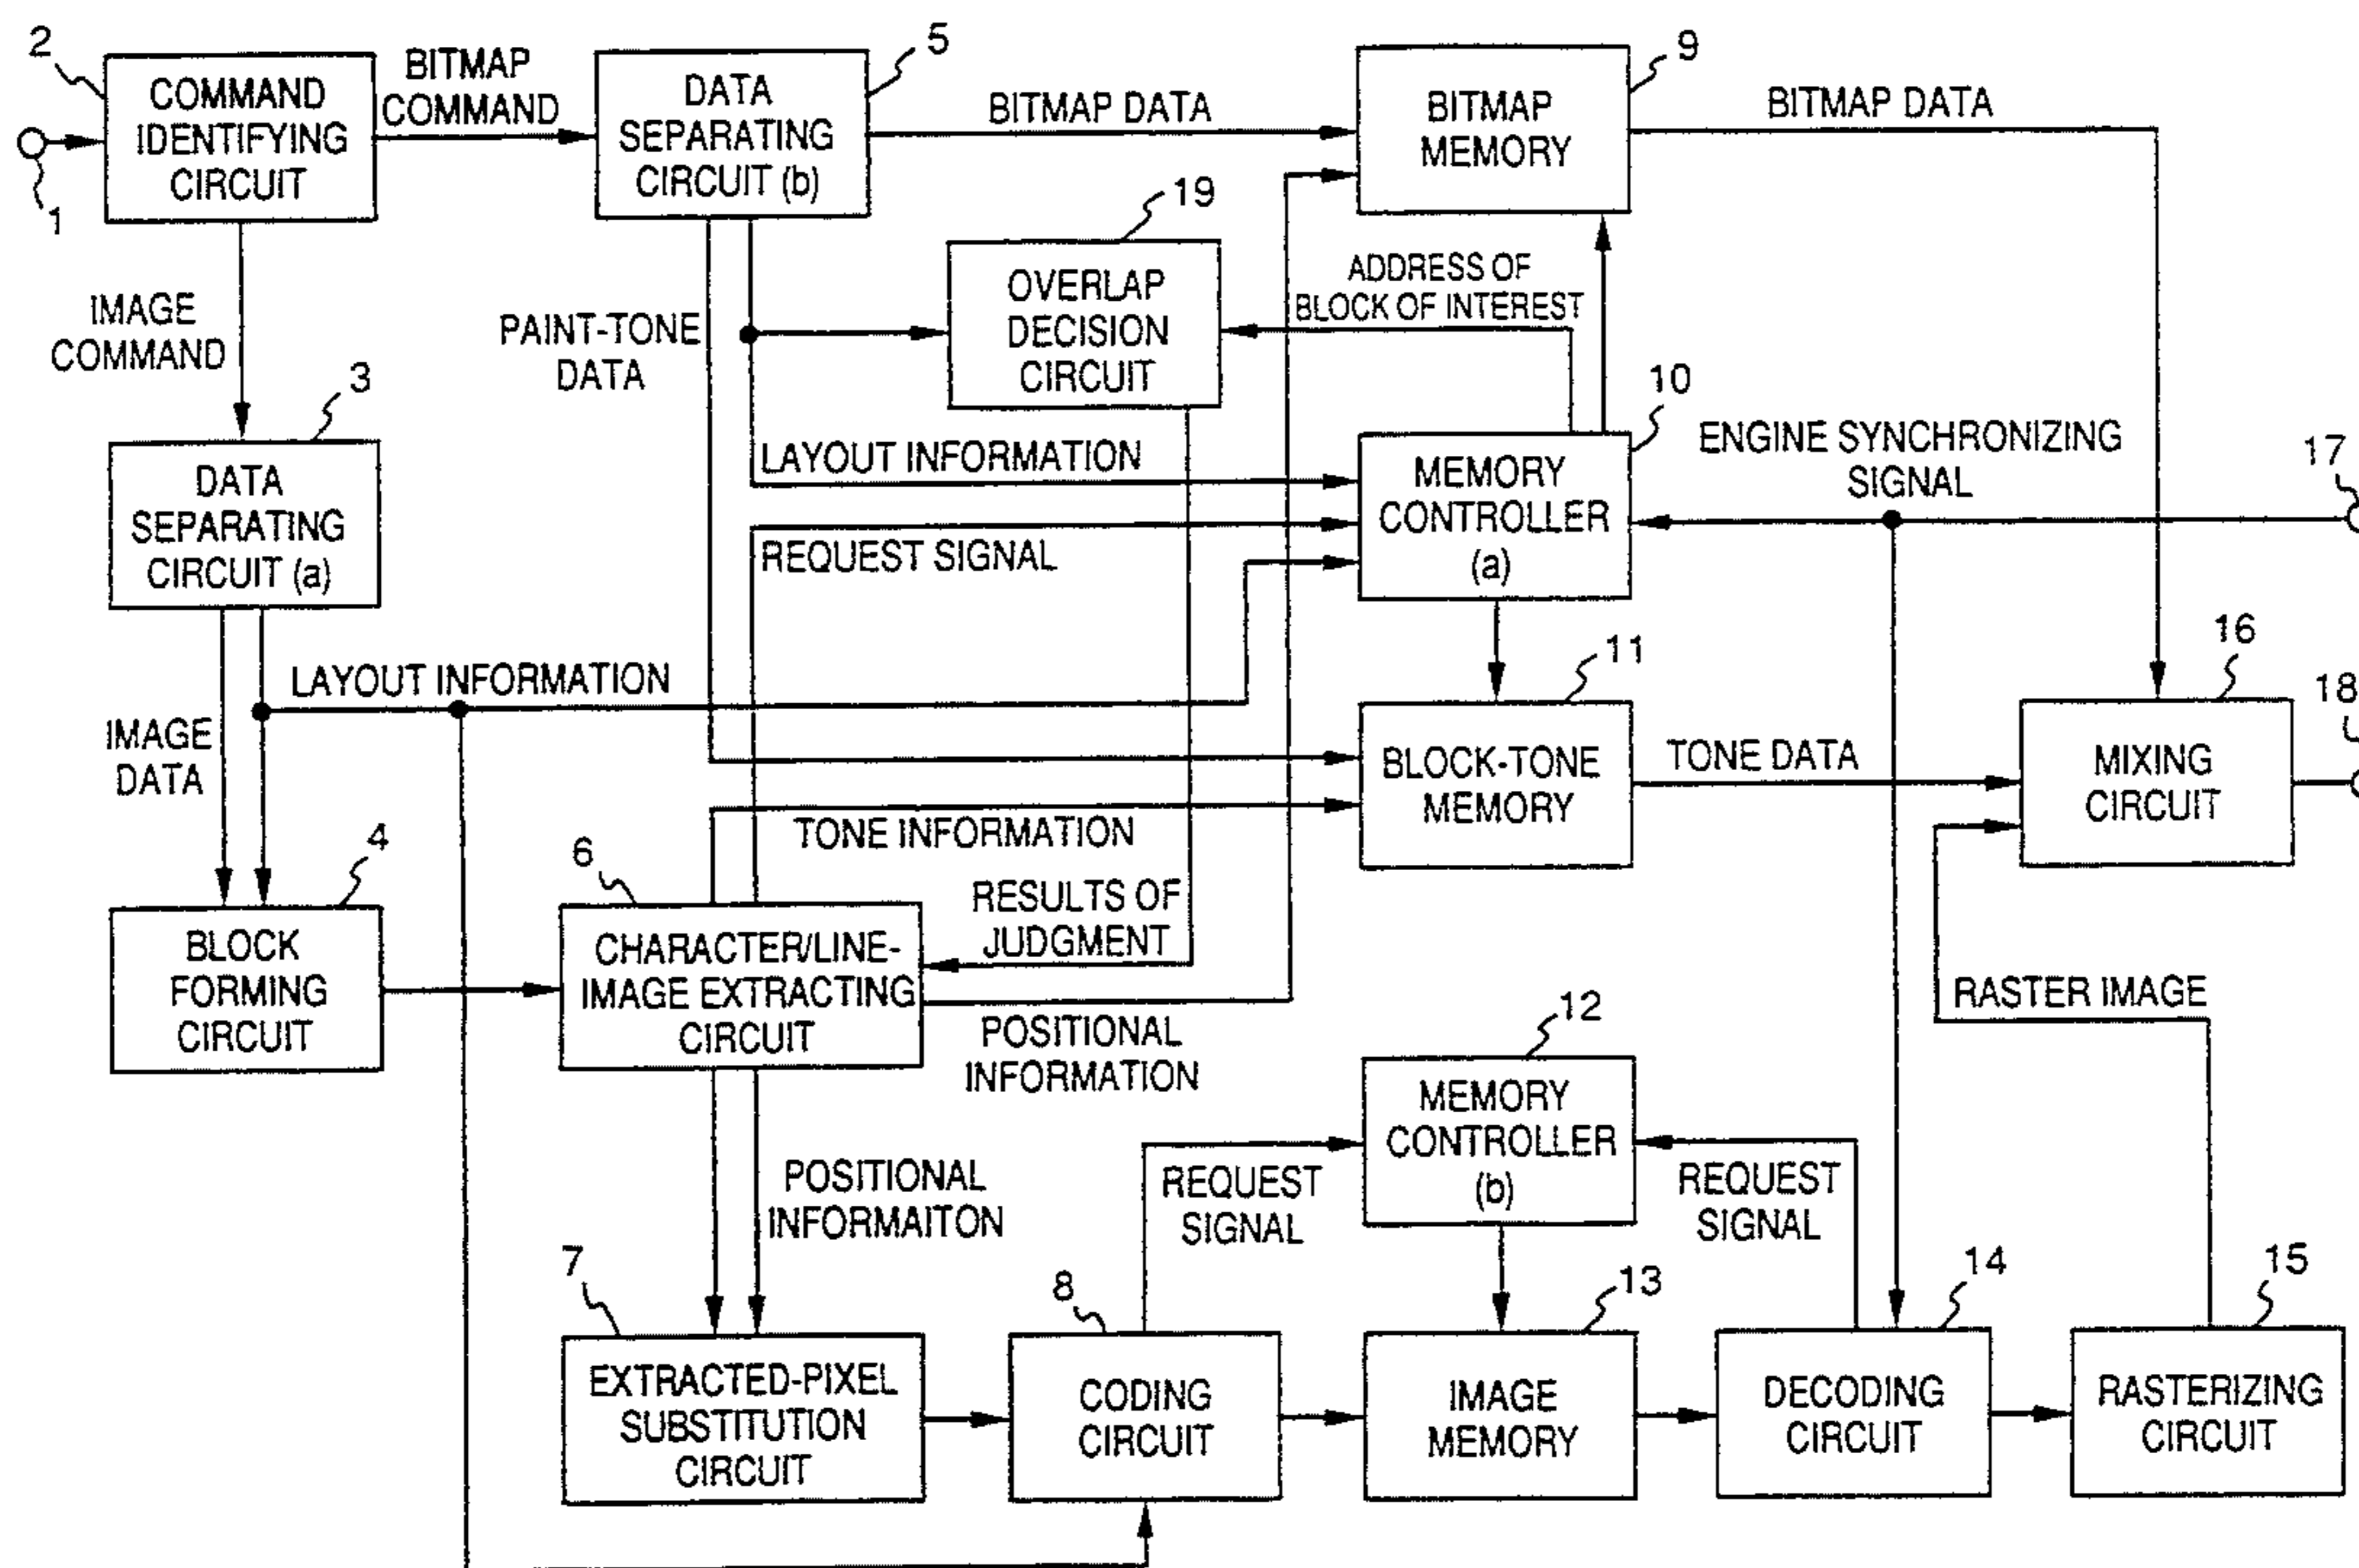 2
COMMAND
IDENTIFYING
CIRCUIT
1
BITMAP
COMMAND
5
DATA
SEPARATING
CIRCUIT (b)
BITMAP DATA
9
BITMAP
MEMORY
BITMAP DATA
19
OVERLAP
DECISION
CIRCUIT
ADDRESS OF
BLOCK OF INTEREST
IMAGE
COMMAND
PAINT-TONE
DATA
3
DATA
SEPARATING
CIRCUIT (a)
LAYOUT INFORMATION
REQUEST SIGNAL
10
MEMORY
CONTROLLER
(a)
ENGINE SYNCHRONIZING
SIGNAL
17
LAYOUT INFORMATION
IMAGE
DATA
11
BLOCK-TONE
MEMORY
TONE DATA
16
MIXING
CIRCUIT
18
TONE INFORMATION
4
BLOCK
FORMING
CIRCUIT
6
CHARACTER/LINE-
IMAGE EXTRACTING
CIRCUIT
RESULTS OF
JUDGMENT
POSITIONAL
INFORMATION
RASTER IMAGE
12
MEMORY
CONTROLLER
(b)
POSITIONAL
INFORMAITON
REQUEST
SIGNAL
REQUEST
SIGNAL
7
EXTRACTED-PIXEL
SUBSTITUTION
CIRCUIT
8
CODING
CIRCUIT
13
IMAGE
MEMORY
14
DECODING
CIRCUIT
15
RASTERIZING
CIRCUIT